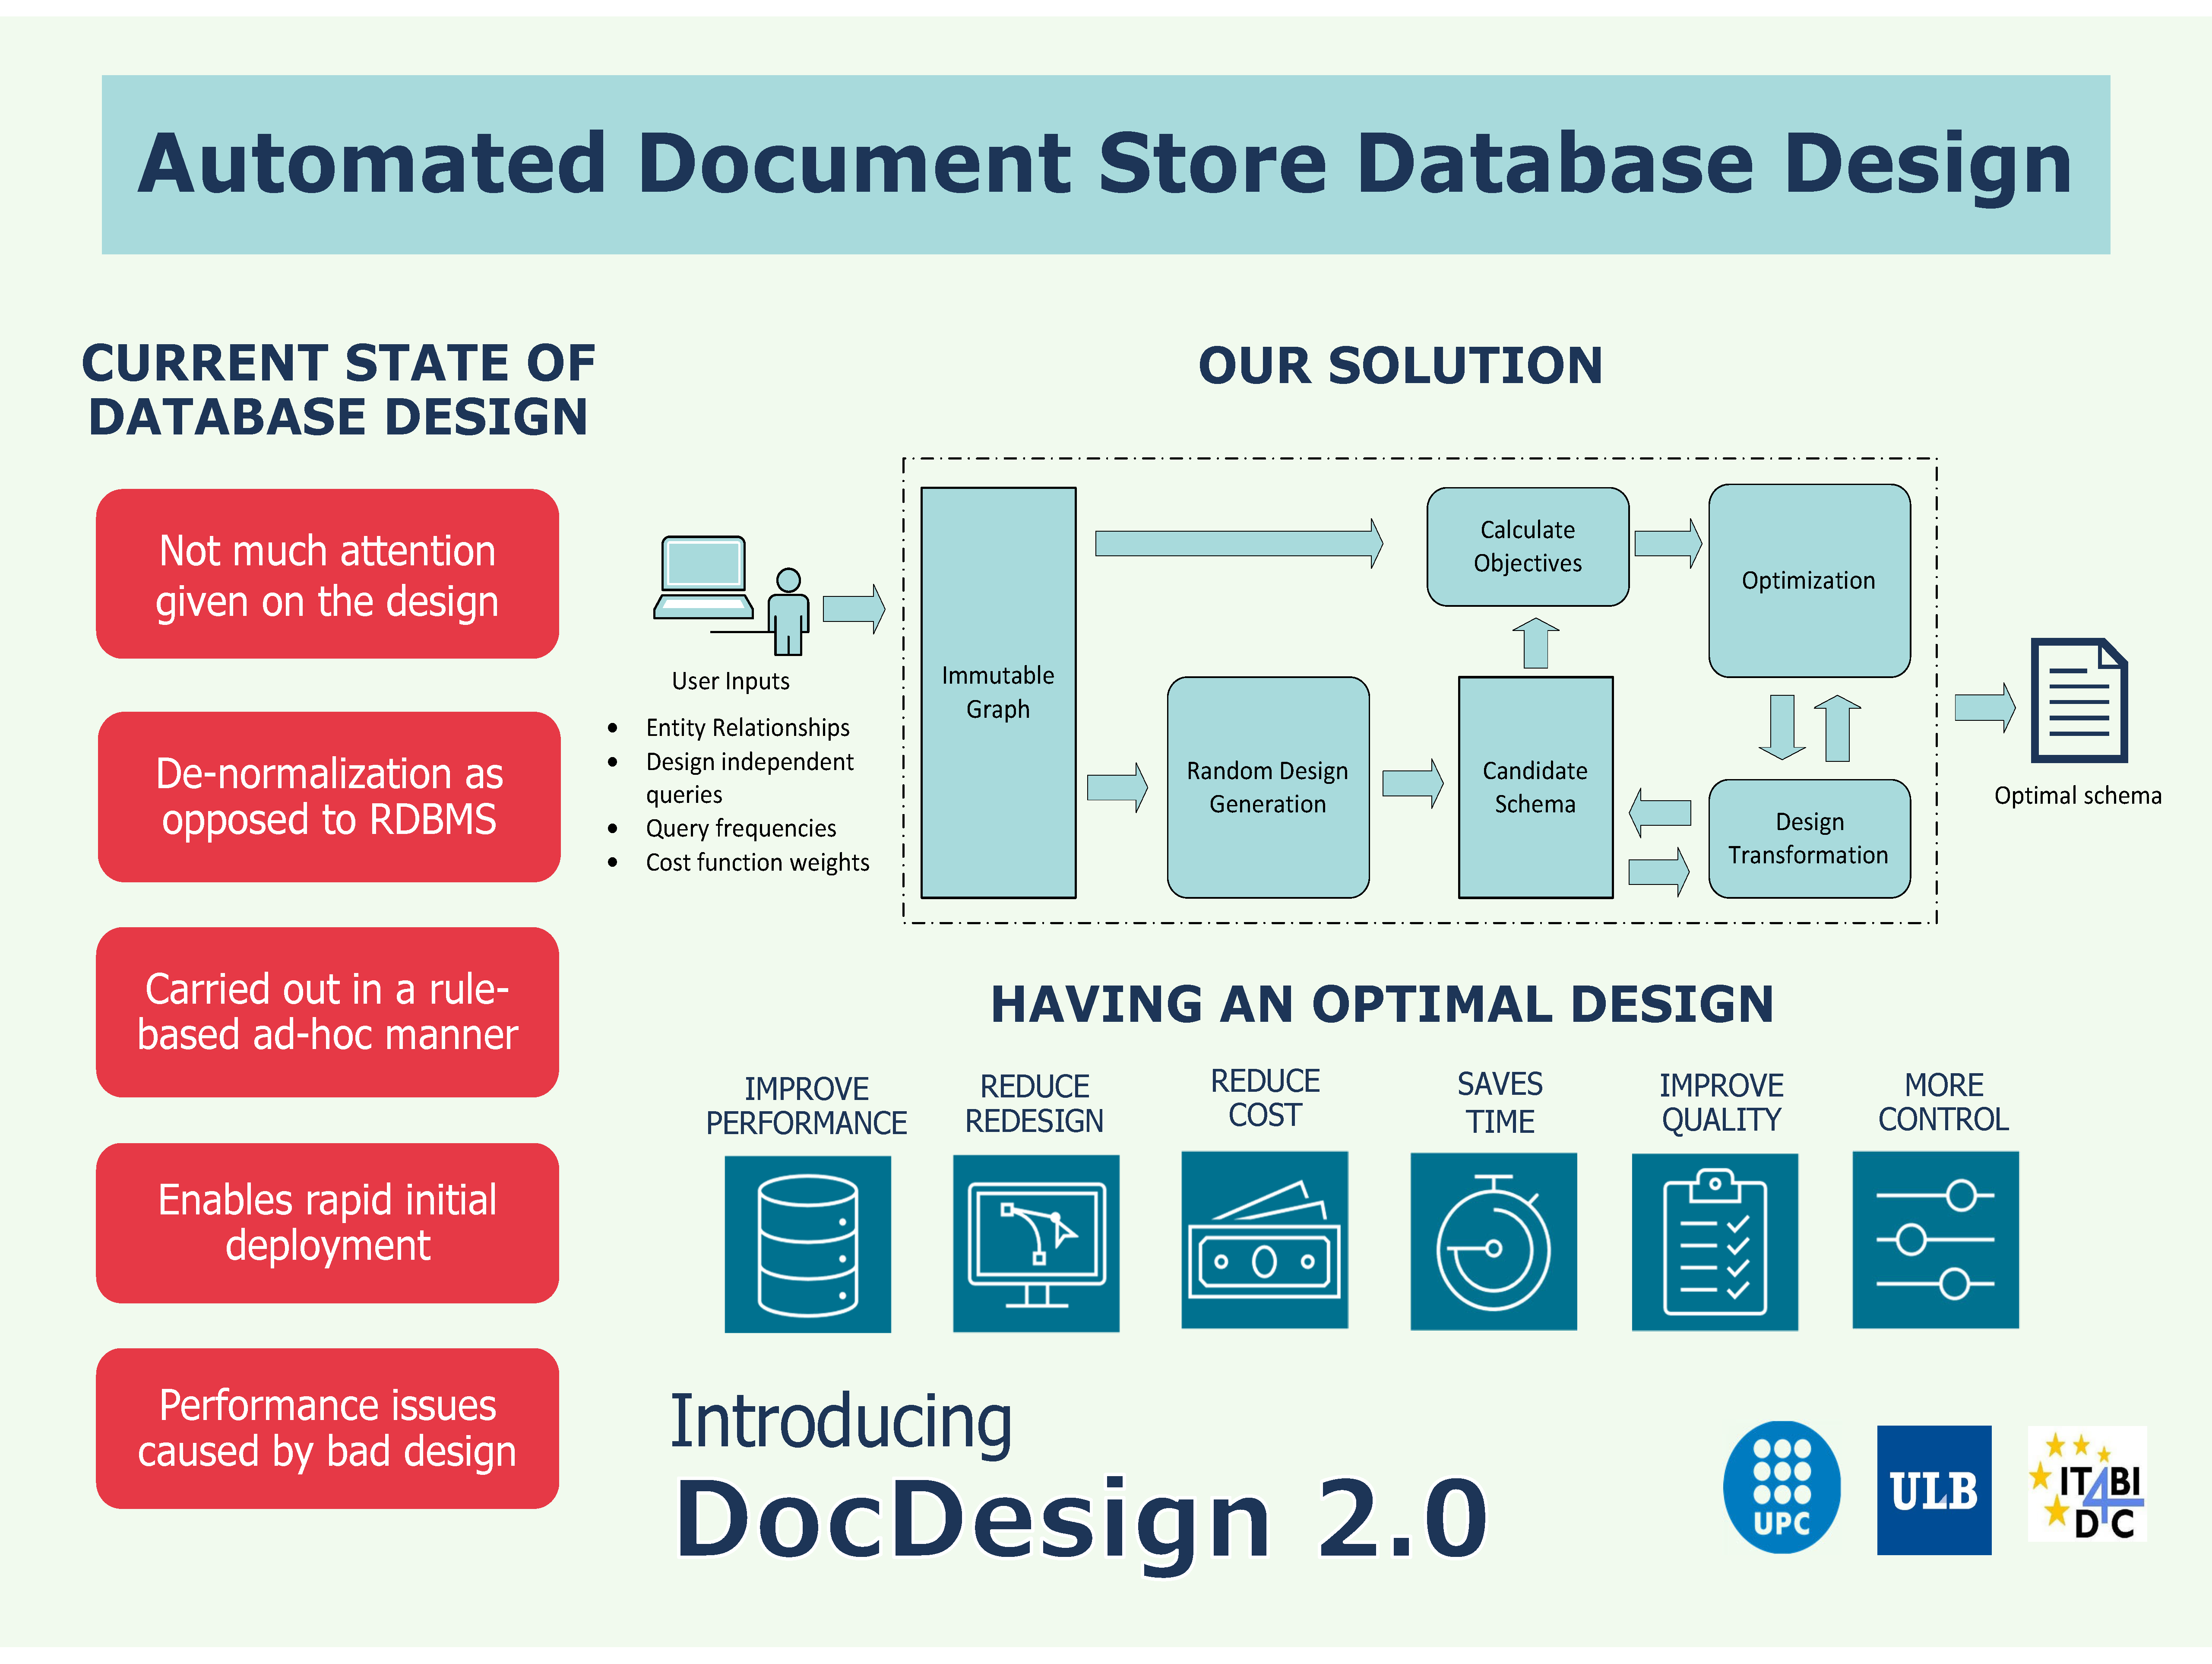 Automated Document Store Database Design
CURRENT STATE OF
DATABASE DESIGN
Not much attention
given on the design
De-normalization as
opposed to RDBMS
Carried out in a rule-
based ad-hoc manner
Enables rapid initial
deployment
Performance issues
caused by bad design
OUR SOLUTION
User Inputs
• Entity Relationships
• Design independent
queries
• Query frequencies
• Cost function weights
Immutable
Graph
Random Design
Generation
Calculate
Objectives
Candidate
Schema
Optimization
Design
Transformation
Optimal schema
HAVING AN OPTIMAL DESIGN
IMPROVE
PERFORMANCE
REDUCE
REDESIGN
REDUCE
COST
SAVES
TIME
IMPROVE
QUALITY
MORE
CONTROL
Introducing
DocDesign 2.0
UPC
ULB
IT4BI
DC